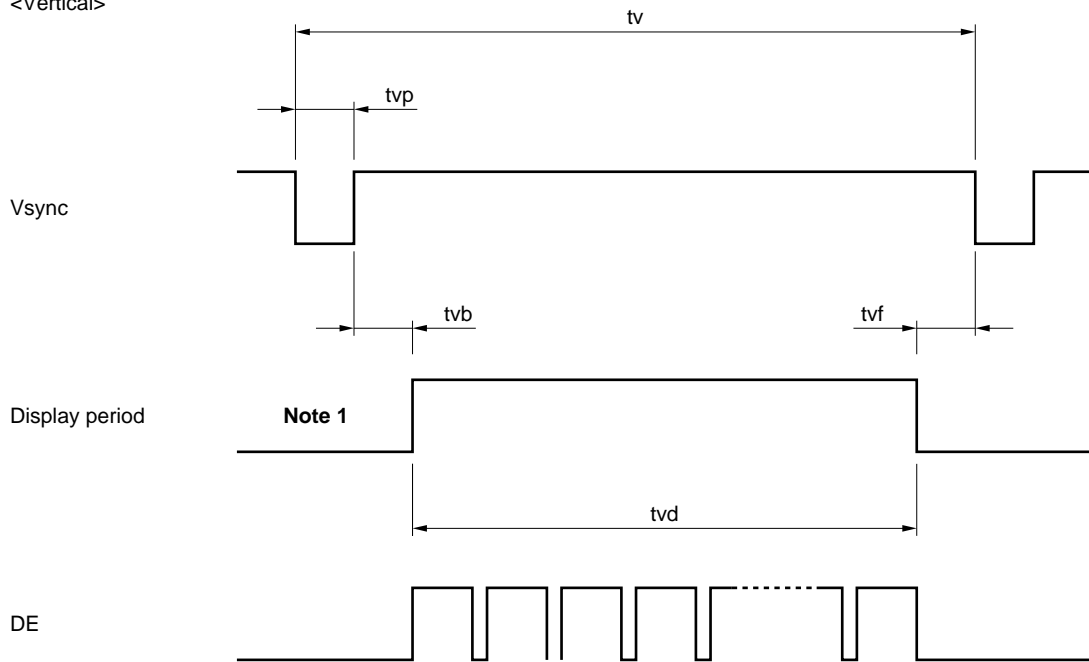 <Vertical>
tv
tvp
Vsync
tvb
tvf
Display period
Note 1
tvd
DE